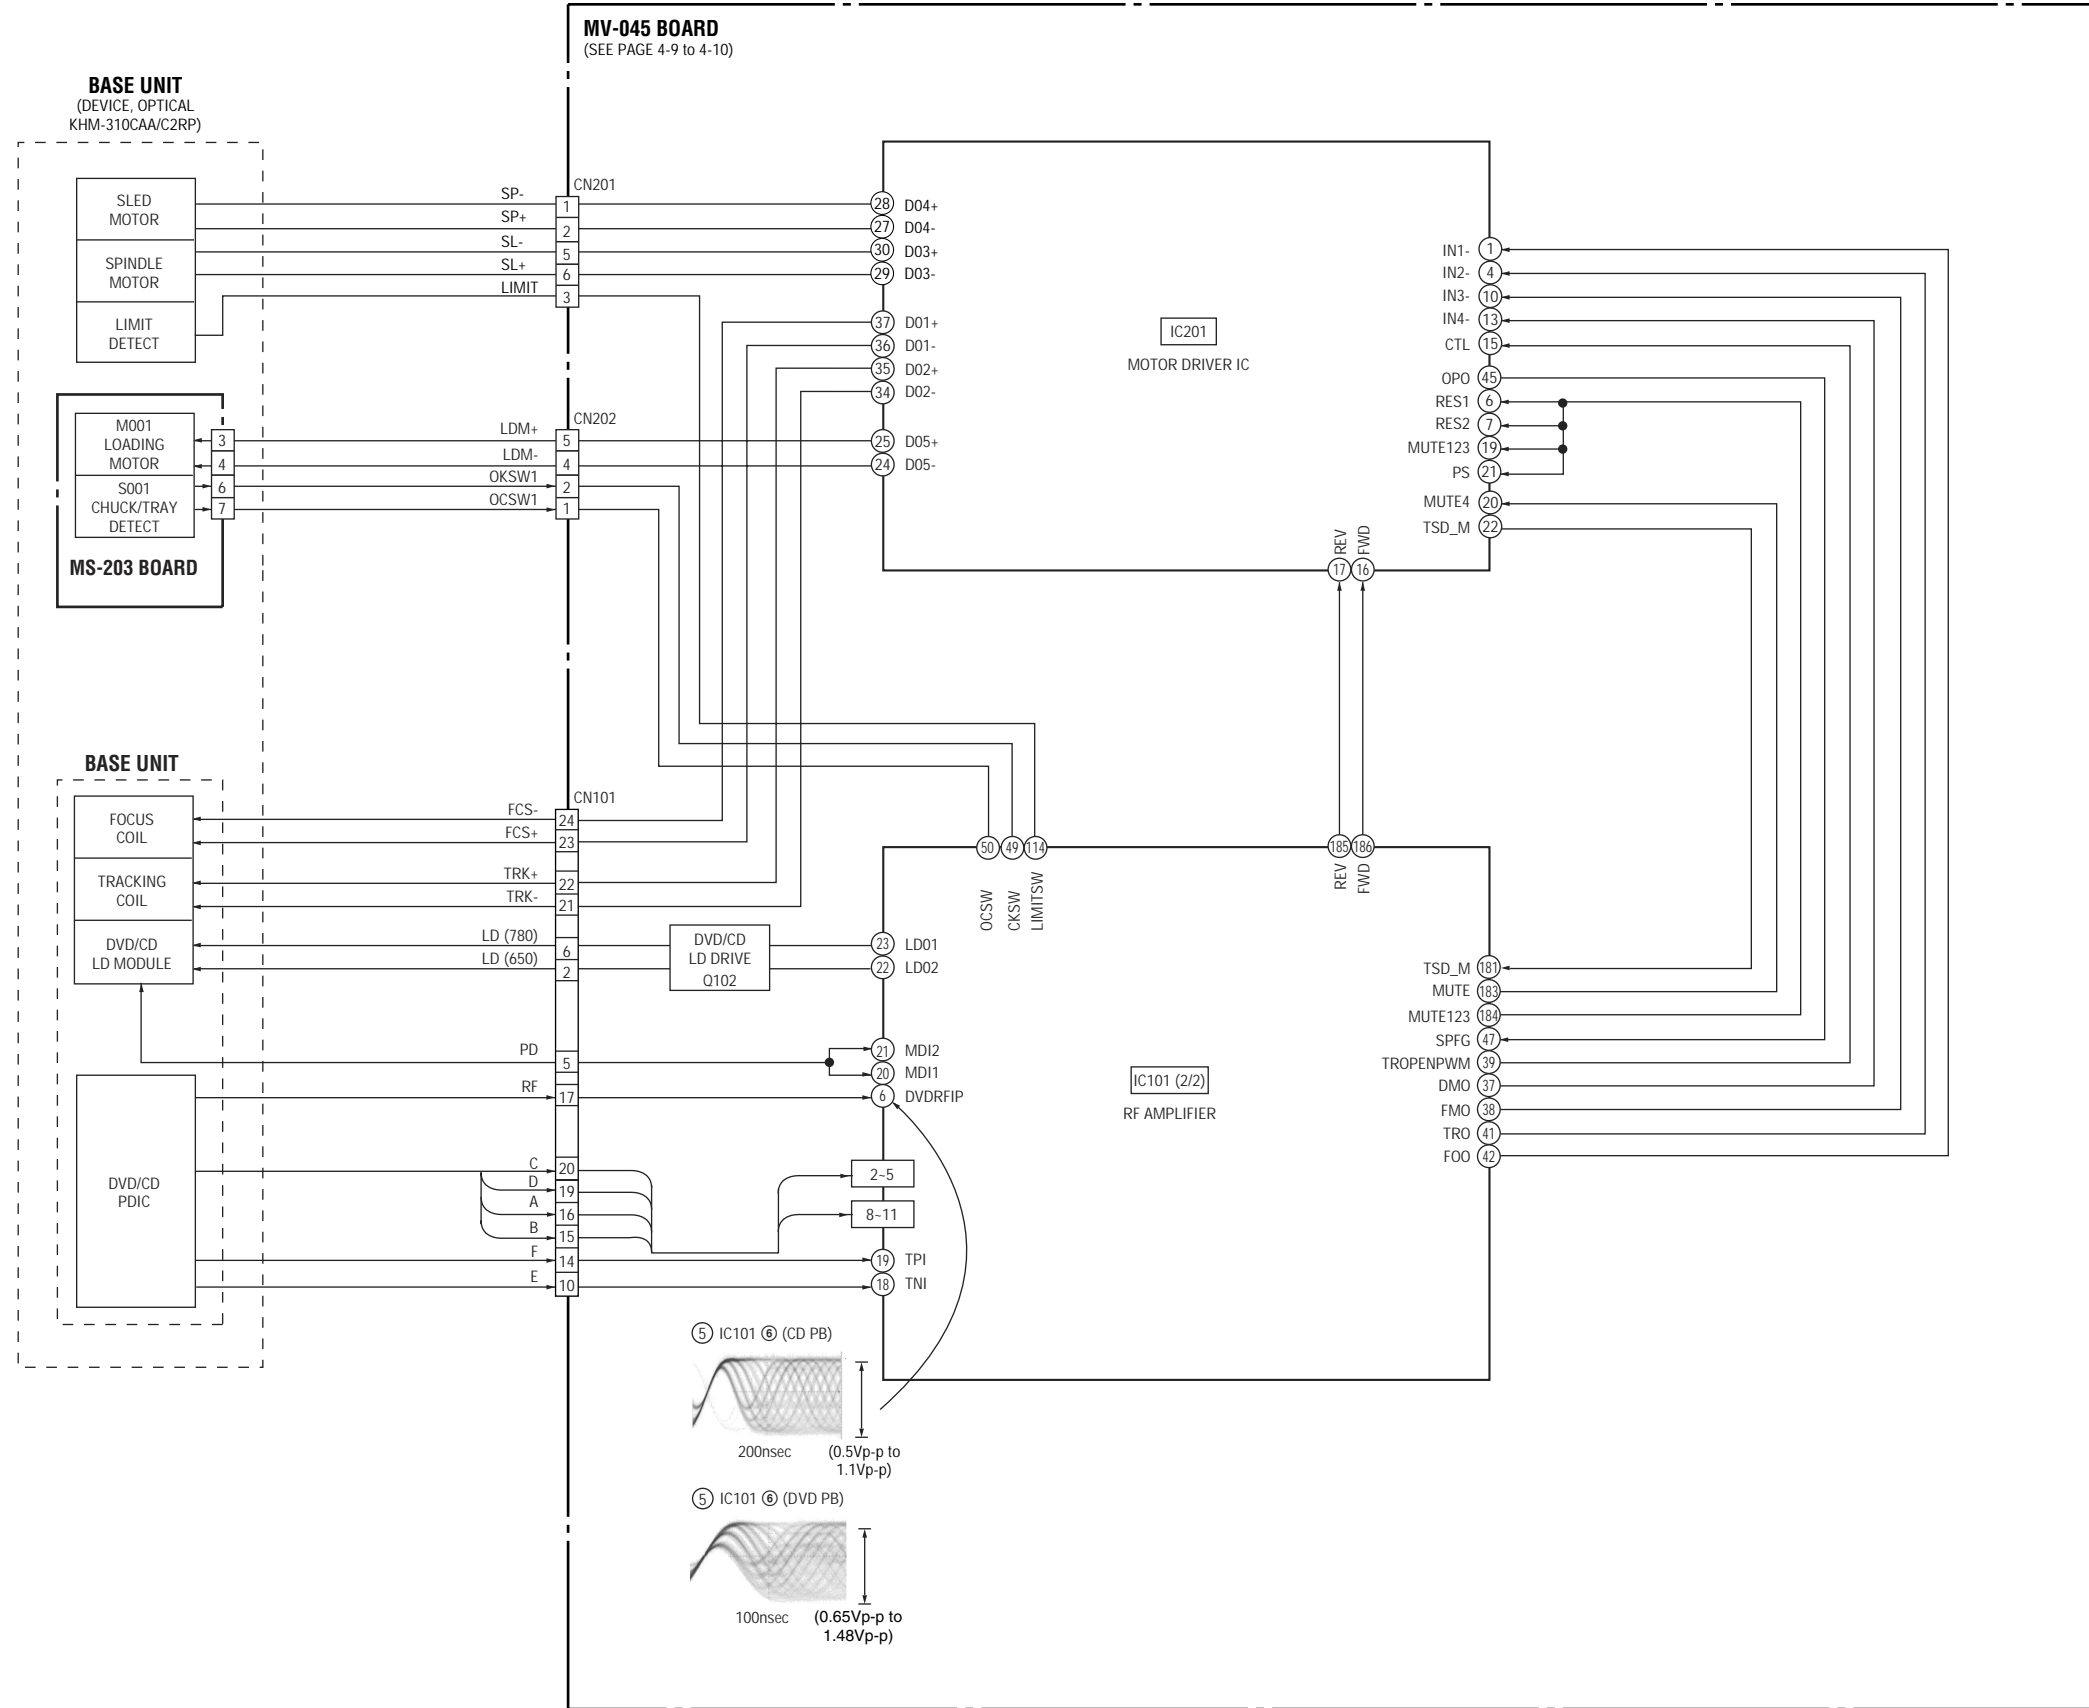 MV-045 BOARD
(SEE PAGE 4-9 to 4-10)
BASE UNIT
(DEVICE, OPTICAL
KHM-310CAA/C2RP)
SLED
MOTOR
SPINDLE
MOTOR
LIMIT
DETECT
SP-
SP+
SL-
SL+
LIMIT
CN201
1
2
5
6
3
M001
LOADING
MOTOR
S001
CHUCK/TRAY
DETECT
3
4
6
7
MS-203 BOARD
LDM+
LDM-
OKSW1
OCSW1
CN202
5
4
2
1
28 D04+
27 D04-
30 D03+
29 D03-
37 D01+
36 D01-
35 D02+
34 D02-
25 D05+
24 D05-
IC201
MOTOR DRIVER IC
IN1- 1
IN2- 4
IN3- 10
IN4- 13
CTL 15
OPO 45
RES1 6
RES2 7
MUTE123 19
PS 21
MUTE4 20
TSD_M 22
REV
FWD
17
16
BASE UNIT
FOCUS
COIL
TRACKING
COIL
DVD/CD
LD MODULE
DVD/CD
PDIC
FCS-
FCS+
TRK+
TRK-
LD (780)
LD (650)
PD
RF
C
D
A
B
F
E
CN101
24
23
22
21
6
2
5
17
20
19
16
15
14
10
DVD/CD
LD DRIVE
Q102
50
49
114
OCSW
CKSW
LIMITSW
185
186
REV
FWD
23 LD01
22 LD02
21 MDI2
20 MDI1
6 DVDRFIP
2~5
8~11
19 TPI
18 TNI
IC101 (2/2)
RF AMPLIFIER
TSD_M 181
MUTE 183
MUTE123 184
SPFG 47
TROPENPWM 39
DMO 37
FMO 38
TRO 41
FOO 42
⑤ IC101 ⑥ (CD PB)
200nsec
(0.5Vp-p to
1.1Vp-p)
⑤ IC101 ⑥ (DVD PB)
100nsec
(0.65Vp-p to
1.48Vp-p)